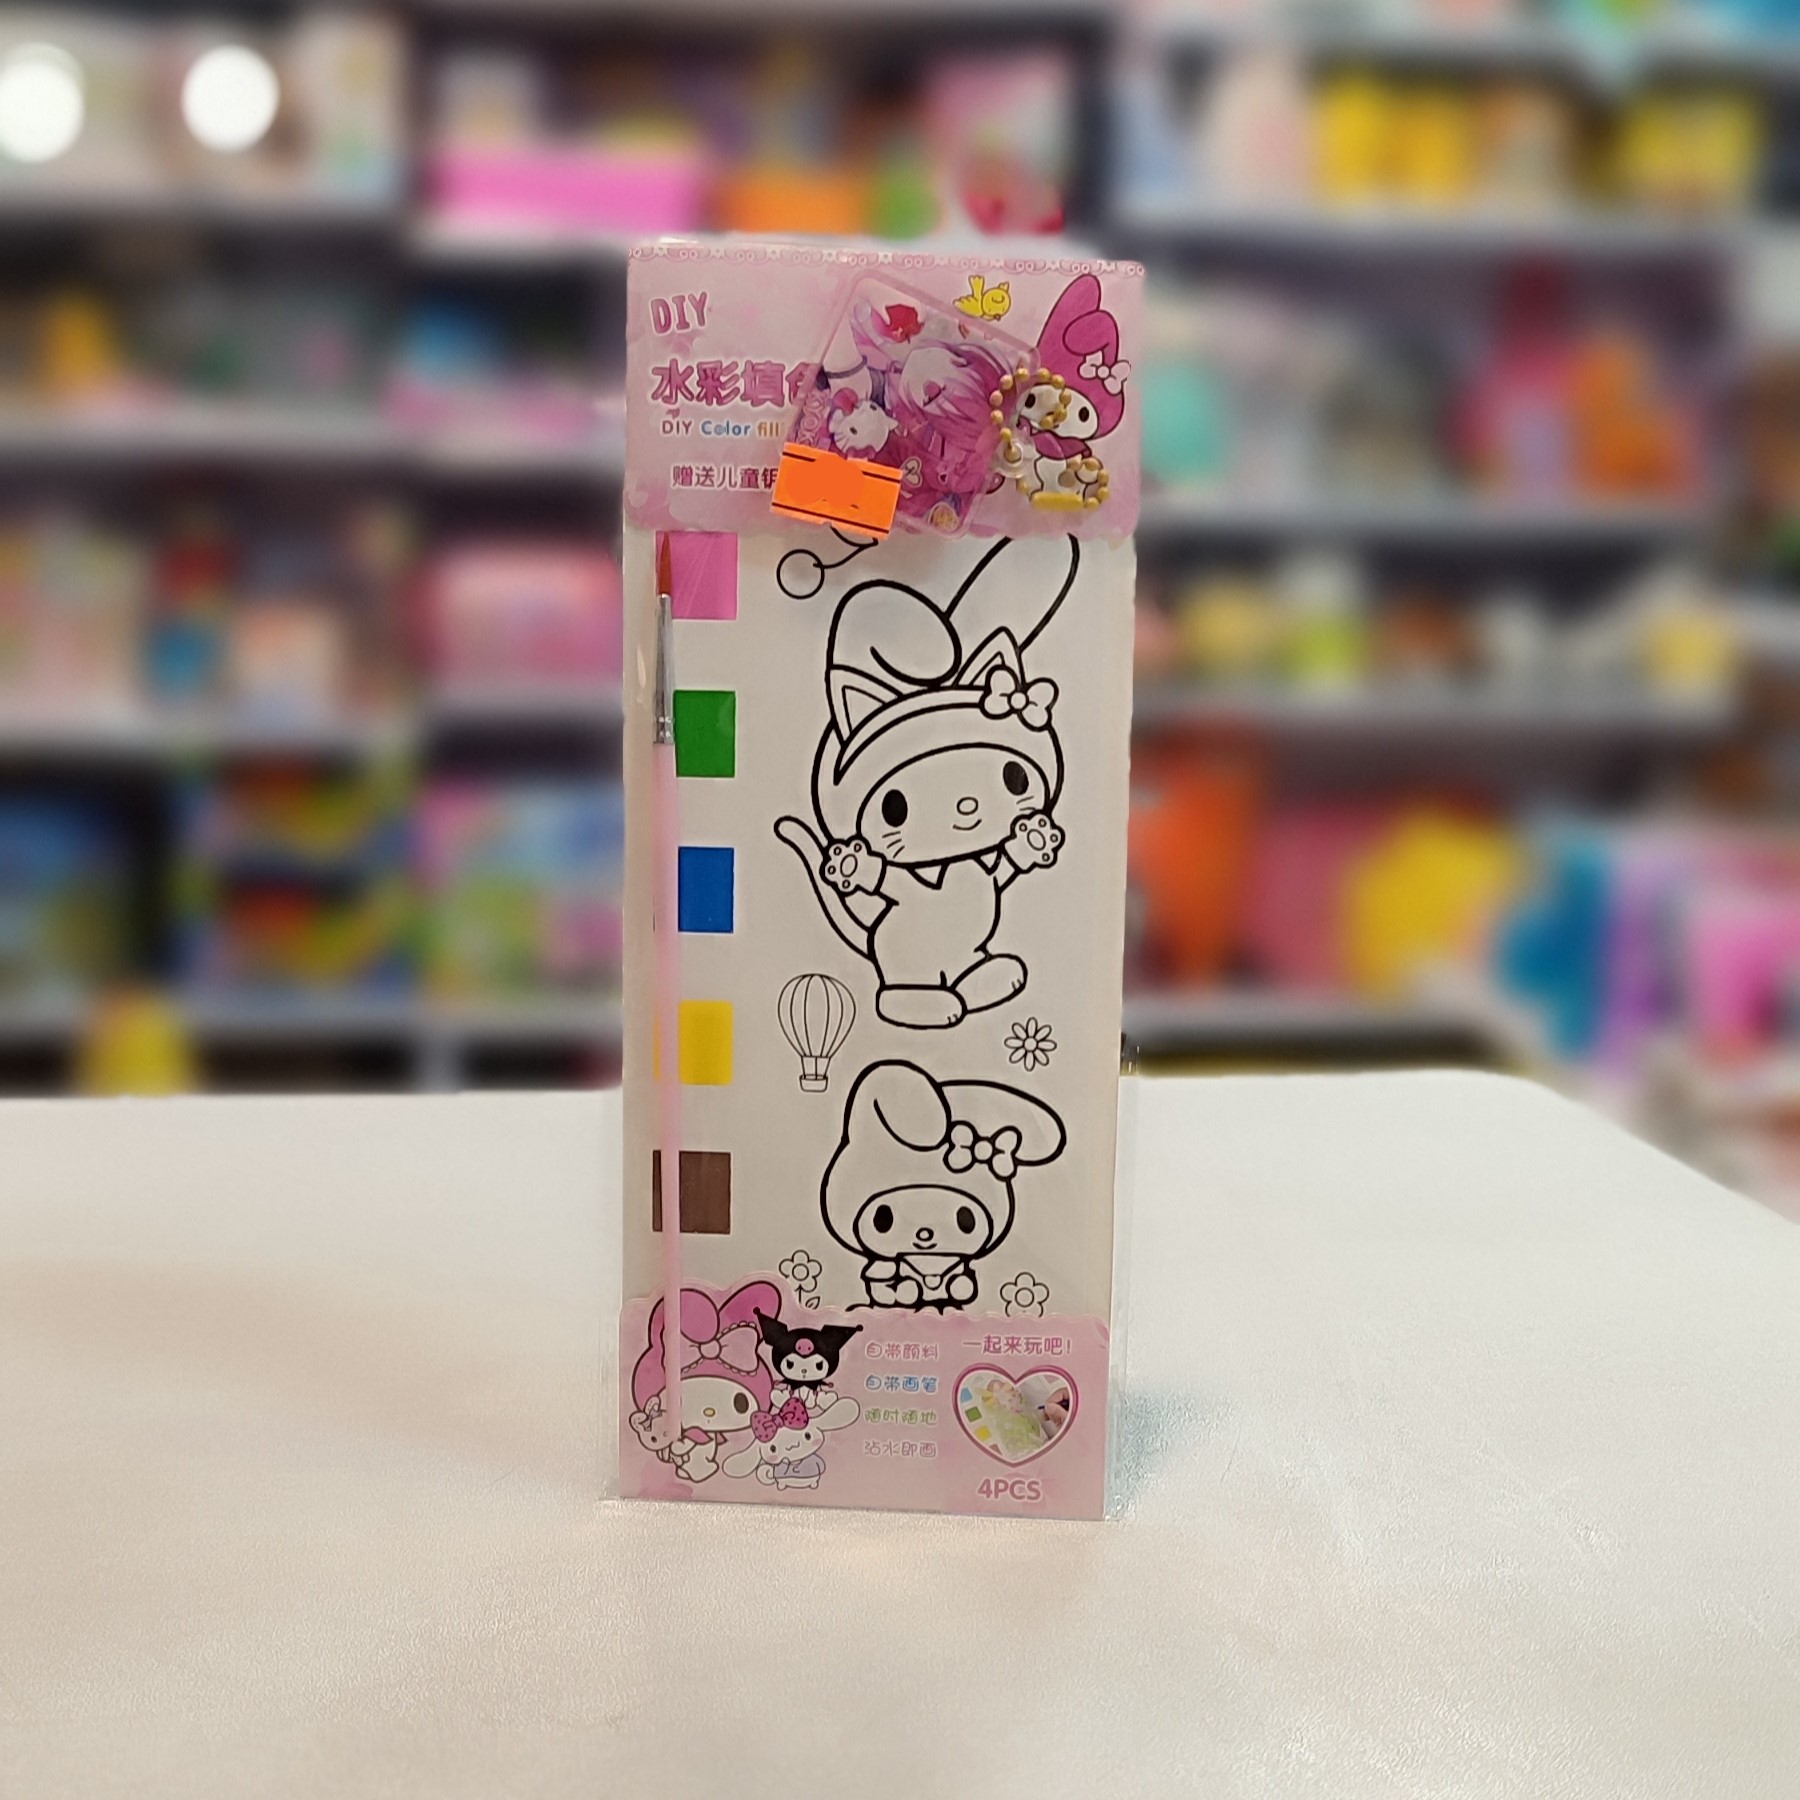 DIY
水彩填色
DIY Color fill
赠送儿童钥
自带颜料
一起来玩吧!
自带画笔
随时随地
沾水即画
4PCS